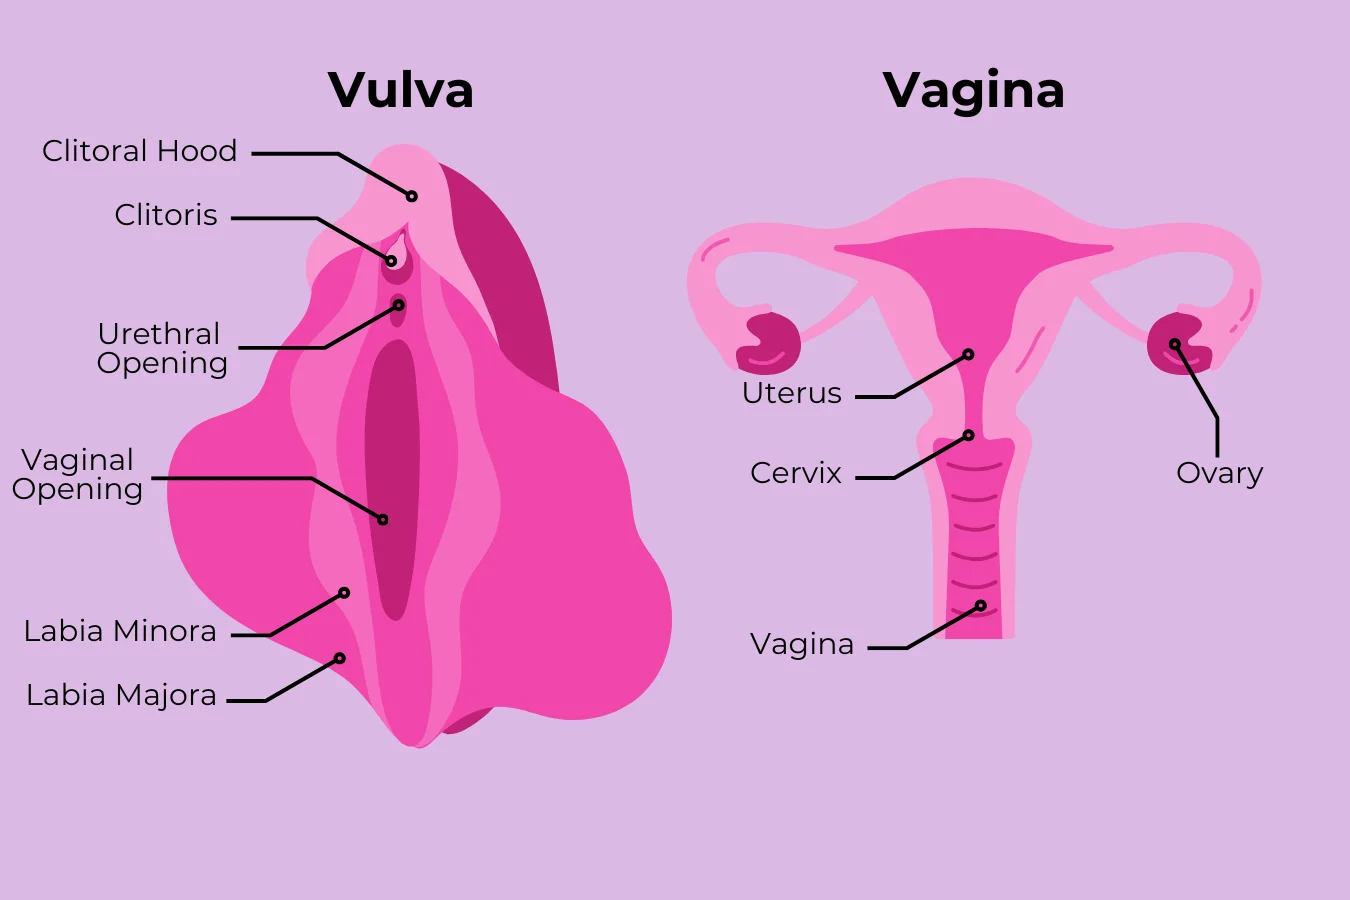 Vulva
Clitoral Hood
Clitoris
Urethral
Opening
Vaginal
Opening
Labia Minora
Labia Majora
Vagina
Uterus
Cervix
Ovary
Vagina